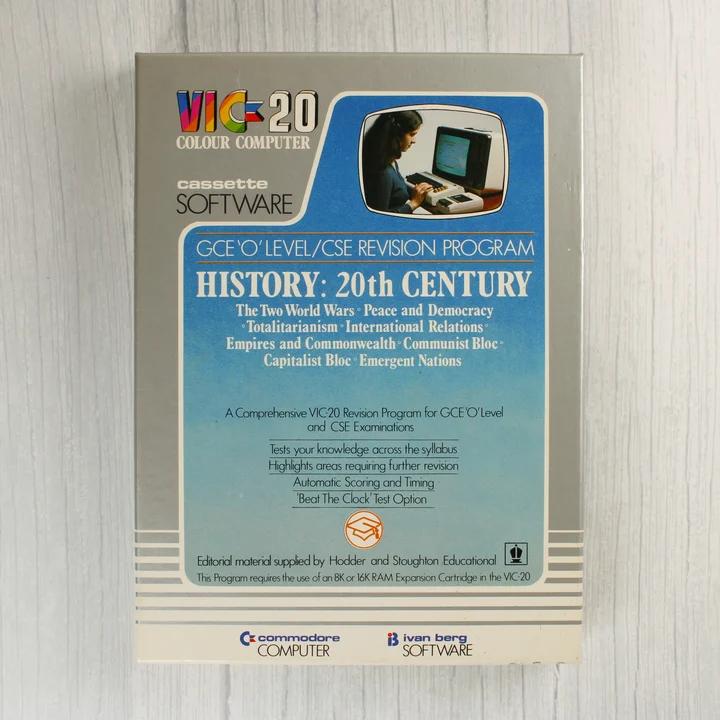 VIC-20
COLOUR COMPUTER
cassette
SOFTWARE
GCE 'O' LEVEL/CSE REVISION PROGRAM
HISTORY: 20th CENTURY
The Two World Wars • Peace and Democracy
• Totalitarianism • International Relations •
Empires and Commonwealth • Communist Bloc •
Capitalist Bloc • Emergent Nations
A Comprehensive VIC-20 Revision Program for GCE 'O' Level
and CSE Examinations
Tests your knowledge across the syllabus
Highlights areas requiring further revision
Automatic Scoring and Timing
'Beat The Clock' Test Option
Editorial material supplied by Hodder and Stoughton Educational
This Program requires the use of an 8K or 16K RAM Expansion Cartridge in the VIC-20
commodore
COMPUTER
ib ivan berg
SOFTWARE